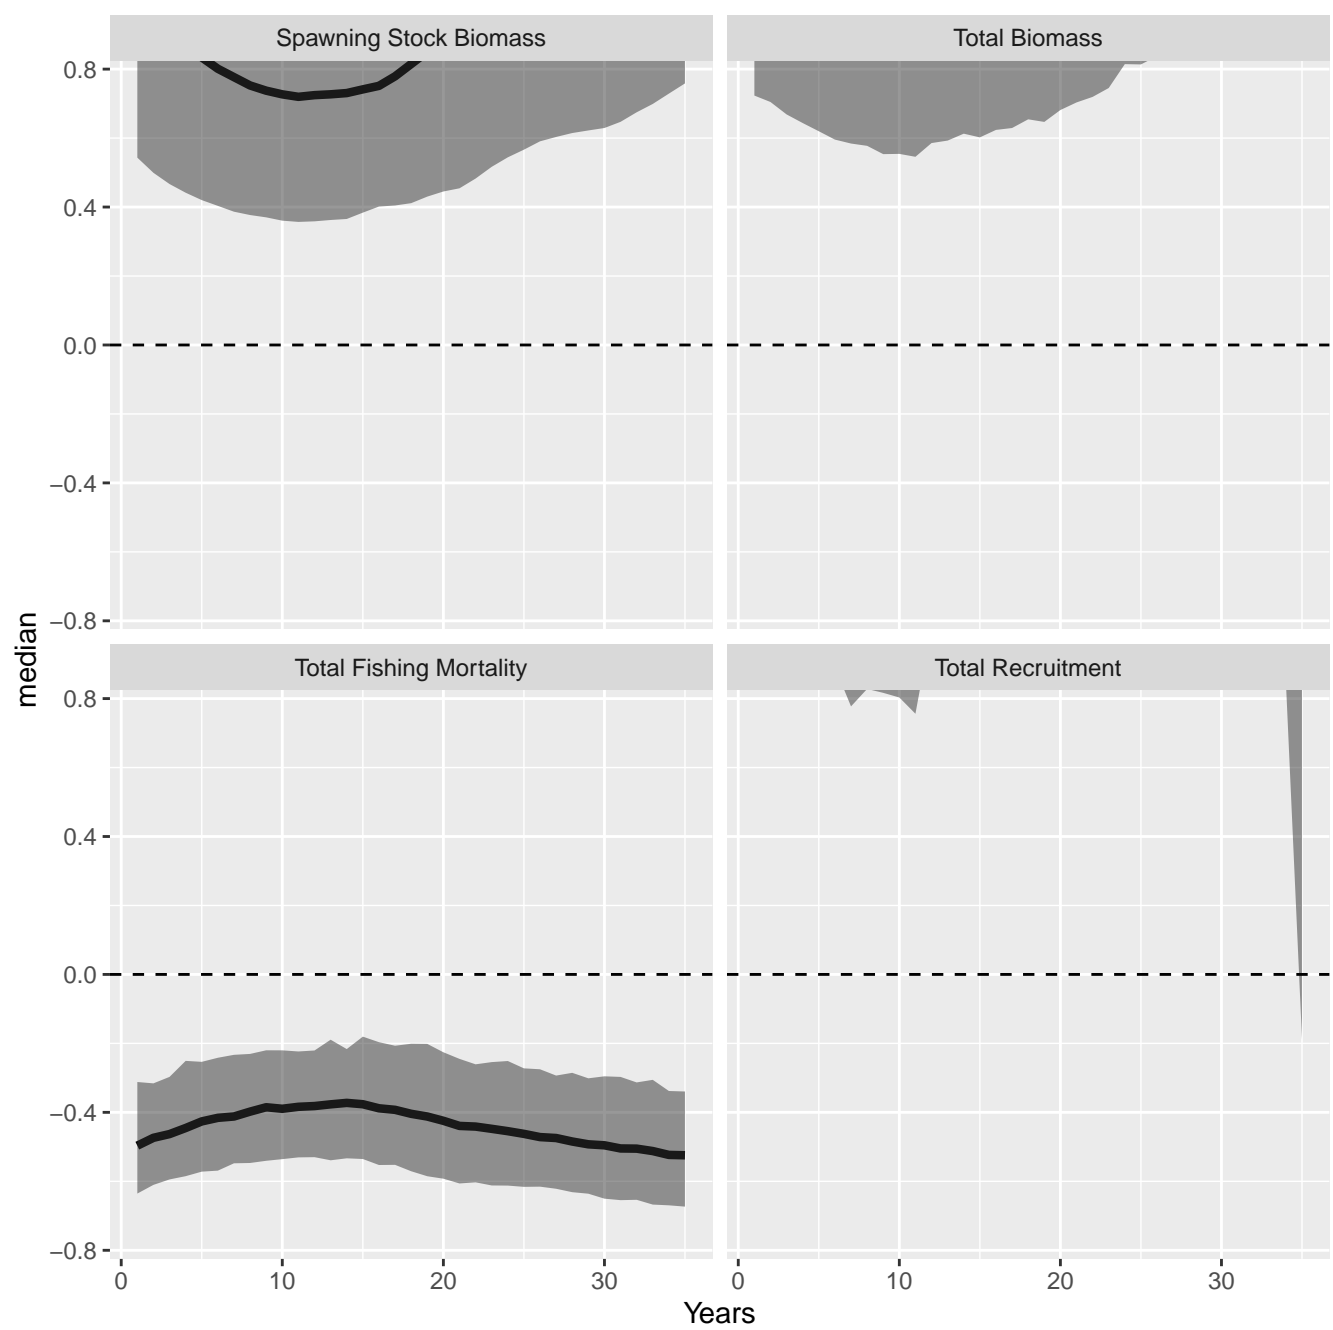 Spawning Stock Biomass
Total Biomass
0.8
0.4
0.0
−0.4
−0.8
median
Total Fishing Mortality
Total Recruitment
0.8
0.4
0.0
−0.4
−0.8
0 10 20 30
0 10 20 30
Years